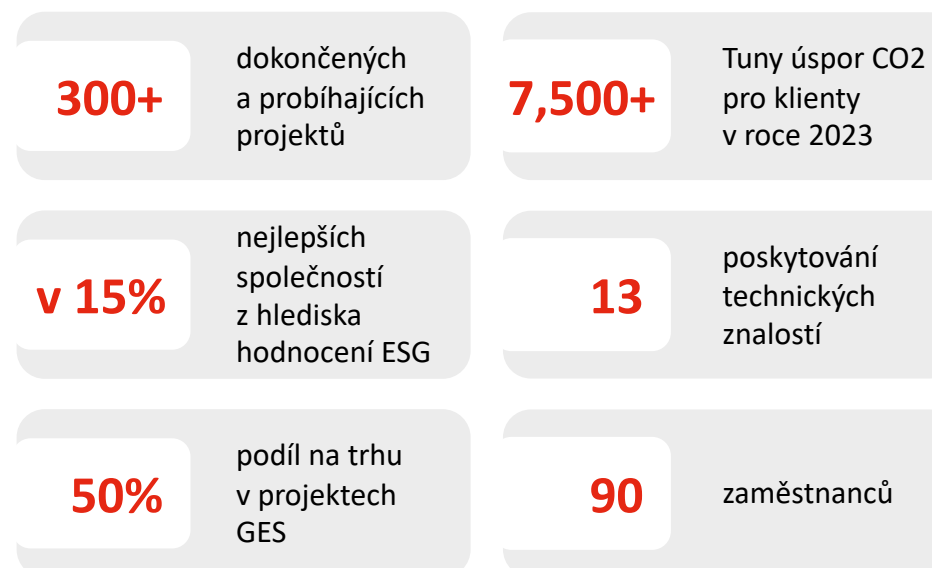 300+
dokončených
a probíhajících
projektů
7,500+
Tuny úspor CO2
pro klienty
v roce 2023
v 15%
nejlepších
společností
z hlediska
hodnocení ESG
13
poskytování
technických
znalostí
50%
podíl na trhu
v projektech
GES
90
zaměstnanců